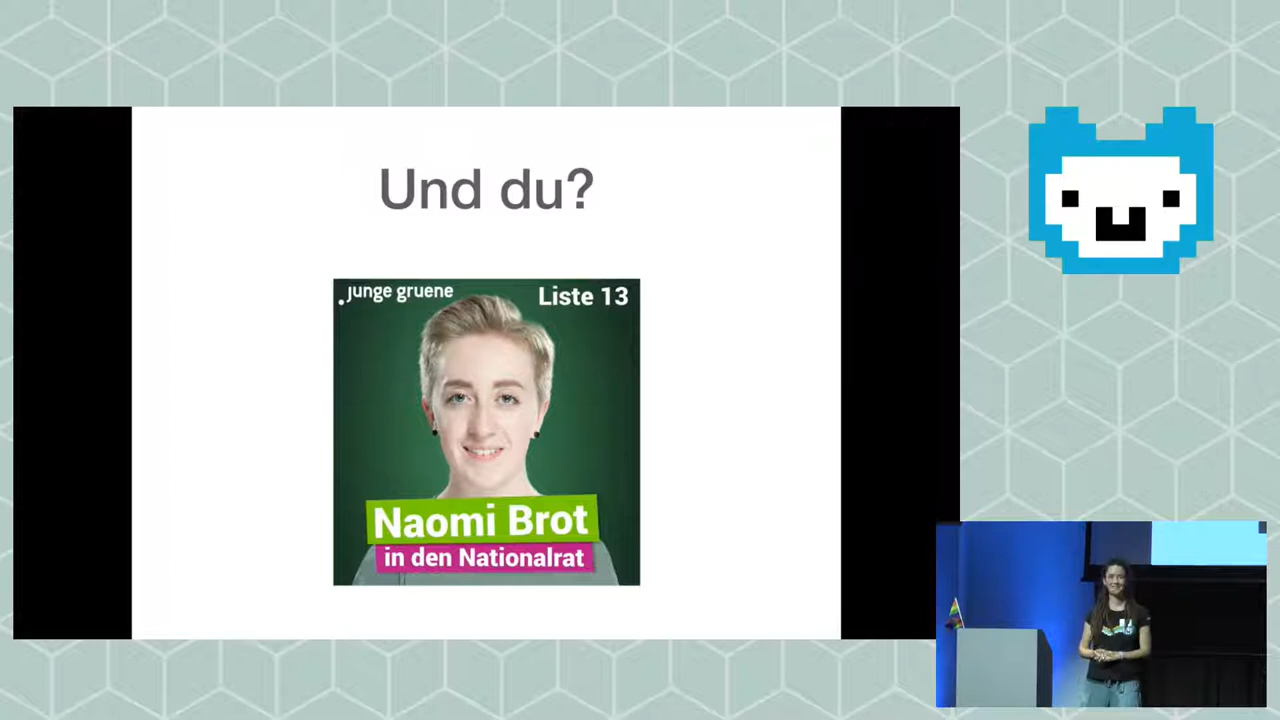 Und du?
junge gruene
Liste 13
Naomi Brot
in den Nationalrat